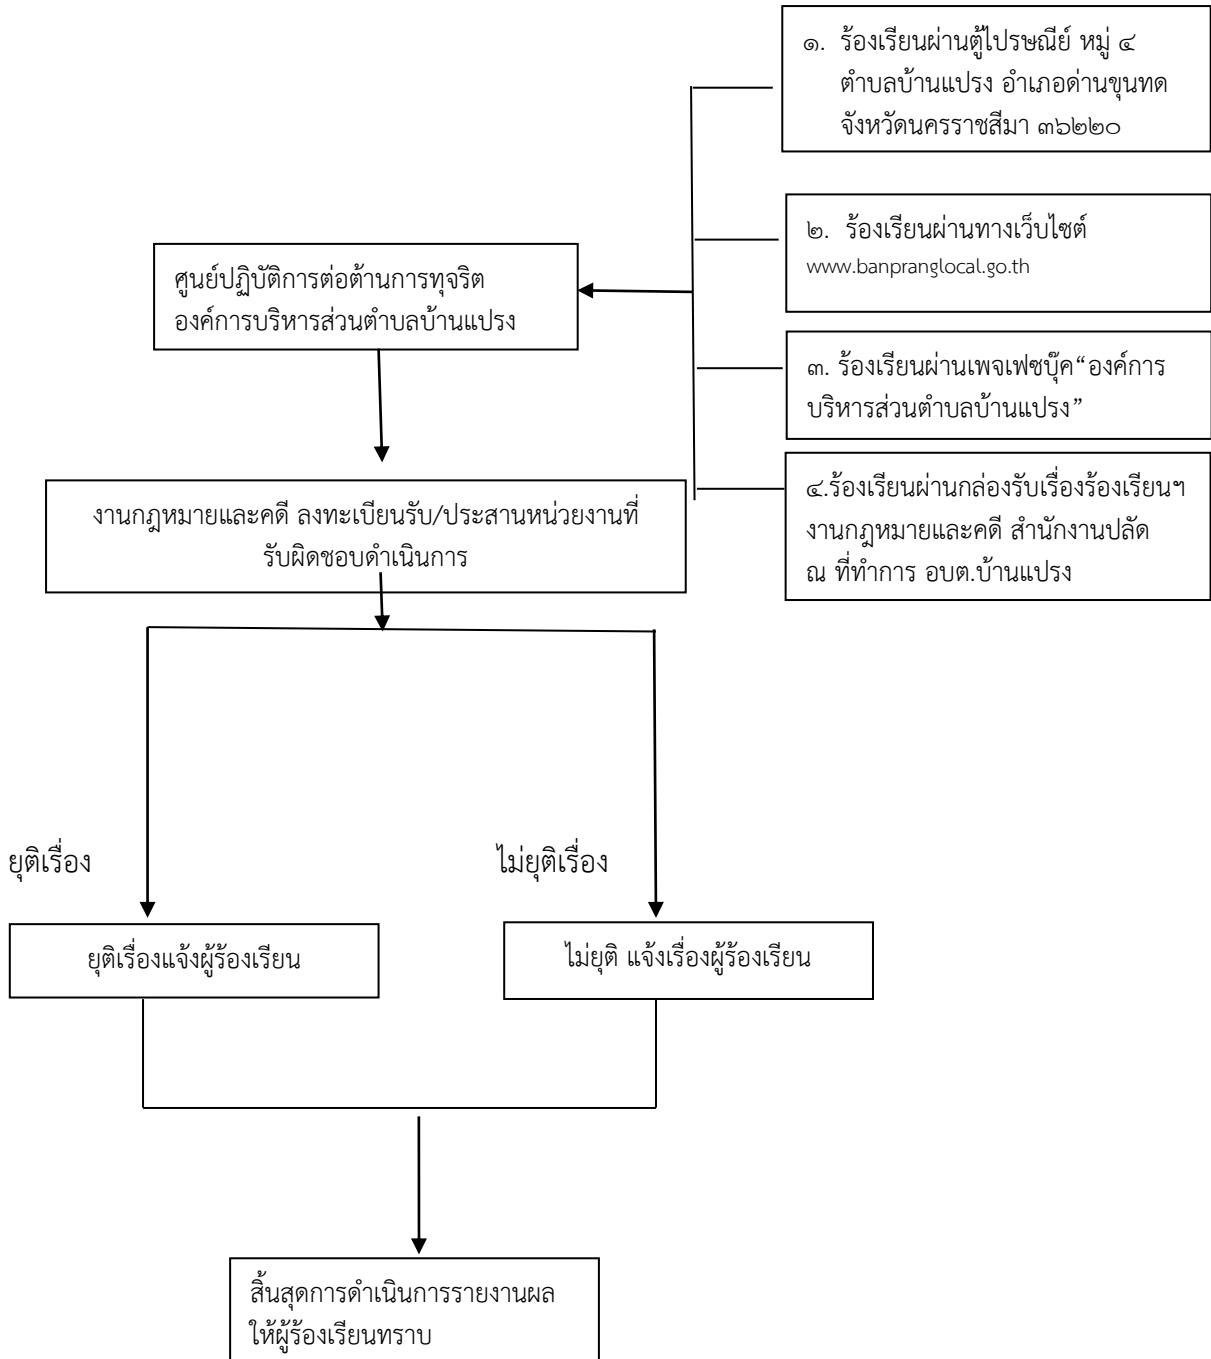 ๑. ร้องเรียนผ่านตู้ไปรษณีย์ หมู่ ๔
ตำบลบ้านแปรง อำเภอด่านขุนทด
จังหวัดนครราชสีมา ๓๖๒๒๐
๒. ร้องเรียนผ่านทางเว็บไซต์
www.banpranglocal.go.th
๓. ร้องเรียนผ่านเพจเฟซบุ๊ค“องค์การ
บริหารส่วนตำบลบ้านแปรง”
๔.ร้องเรียนผ่านกล่องรับเรื่องร้องเรียนฯ
งานกฎหมายและคดี สำนักงานปลัด
ณ ที่ทำการ อบต.บ้านแปรง
ศูนย์ปฏิบัติการต่อต้านการทุจริต
องค์การบริหารส่วนตำบลบ้านแปรง
งานกฎหมายและคดี ลงทะเบียนรับ/ประสานหน่วยงานที่
รับผิดชอบดำเนินการ
ยุติเรื่อง
ไม่ยุติเรื่อง
ยุติเรื่องแจ้งผู้ร้องเรียน
ไม่ยุติ แจ้งเรื่องผู้ร้องเรียน
สิ้นสุดการดำเนินการรายงานผล
ให้ผู้ร้องเรียนทราบ